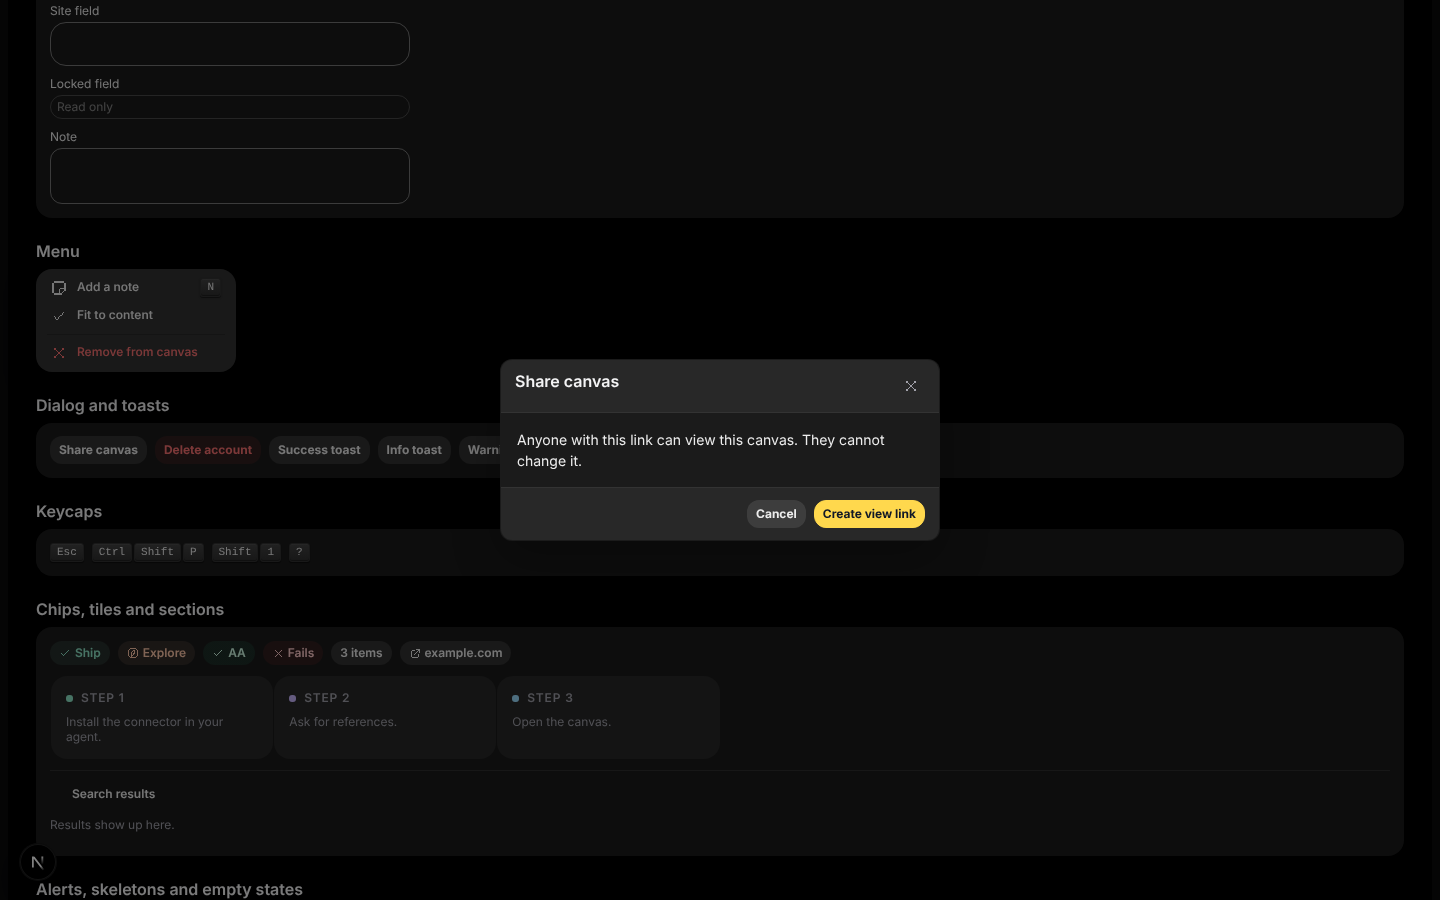 Site field
Locked field
Read only
Note
Menu
Add a note N
Fit to content
Remove from canvas
Dialog and toasts
Share canvas Delete account Success toast Info toast
Share canvas
Anyone with this link can view this canvas. They cannot
change it.
Cancel Create view link
Keycaps
Esc Ctrl Shift P Shift 1 ?
Chips, tiles and sections
Ship Explore AA Fails 3 items example.com
STEP 1 STEP 2 STEP 3
Install the connector in your Ask for references. Open the canvas.
agent.
Search results
Results show up here.
N
Alerts, skeletons and empty states